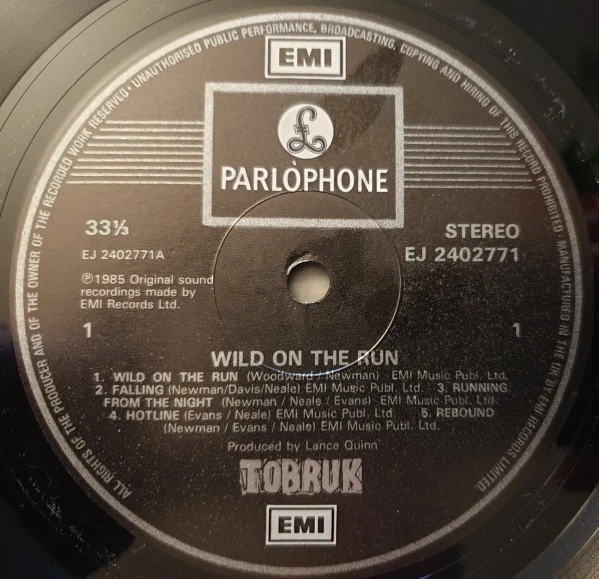 UNAUTHORISED PUBLIC PERFORMANCE, BROADCASTING, COPYING AND HIRING OF THIS RECORD PROHIBITED · MANUFACTURED IN THE UK BY EMI RECORDS LIMITED
ALL RIGHTS OF THE PRODUCER AND OF THE OWNER OF THE RECORDED WORK RESERVED ·
EMI
£
PARLOPHONE
33⅓
STEREO
EJ 2402771A
EJ 2402771
℗1985 Original sound
recordings made by
EMI Records Ltd.
1
1
WILD ON THE RUN
1. WILD ON THE RUN (Woodward / Newman) EMI Music Publ. Ltd.
2. FALLING (Newman/Davis/Neale) EMI Music Publ. Ltd. 3. RUNNING
FROM THE NIGHT (Newman / Neale / Evans) EMI Music Publ. Ltd.
4. HOTLINE (Evans / Neale) EMI Music Publ. Ltd. 5. REBOUND
(Newman / Evans / Neale) EMI Music Publ. Ltd.
Produced by Lance Quinn
TOBRUK
EMI